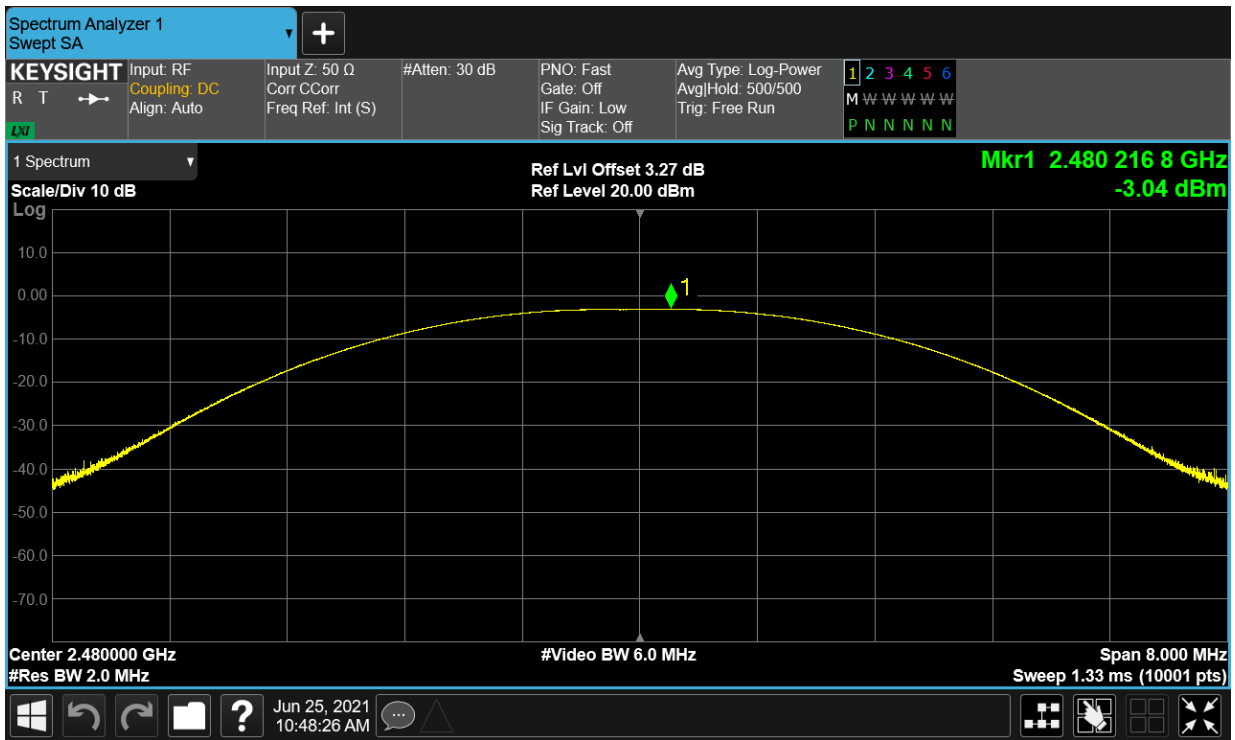 Spectrum Analyzer 1
Swept SA
+
KEYSIGHT
R T
LXI
Input: RF
Coupling: DC
Align: Auto
Input Z: 50 Ω
Corr CCorr
Freq Ref: Int (S)
#Atten: 30 dB
PNO: Fast
Gate: Off
IF Gain: Low
Sig Track: Off
Avg Type: Log-Power
Avg|Hold: 500/500
Trig: Free Run
1 2 3 4 5 6
M W W W W W
P N N N N N
1 Spectrum
Scale/Div 10 dB
Log
Ref Lvl Offset 3.27 dB
Ref Level 20.00 dBm
Mkr1 2.480 216 8 GHz
-3.04 dBm
1
10.0
0.00
-10.0
-20.0
-30.0
-40.0
-50.0
-60.0
-70.0
Center 2.480000 GHz
#Res BW 2.0 MHz
#Video BW 6.0 MHz
Span 8.000 MHz
Sweep 1.33 ms (10001 pts)
?
Jun 25, 2021
10:48:26 AM